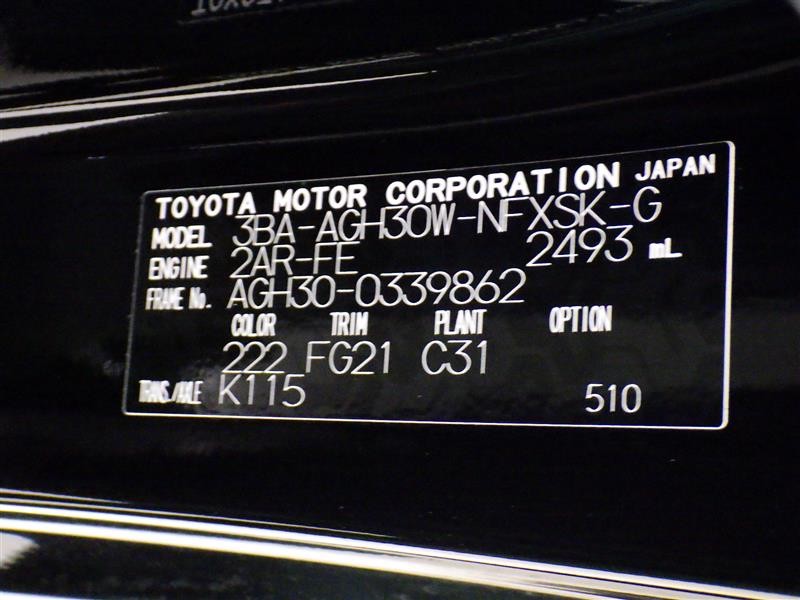 TOYOTA MOTOR CORPORATION JAPAN
MODEL 3BA-AGH30W-NFXSK-G
ENGINE 2AR-FE 2493 mL
FRAME No. AGH30-0339862
COLOR TRIM PLANT OPTION
222 FG21 C31
TRANS./AXLE K115 510